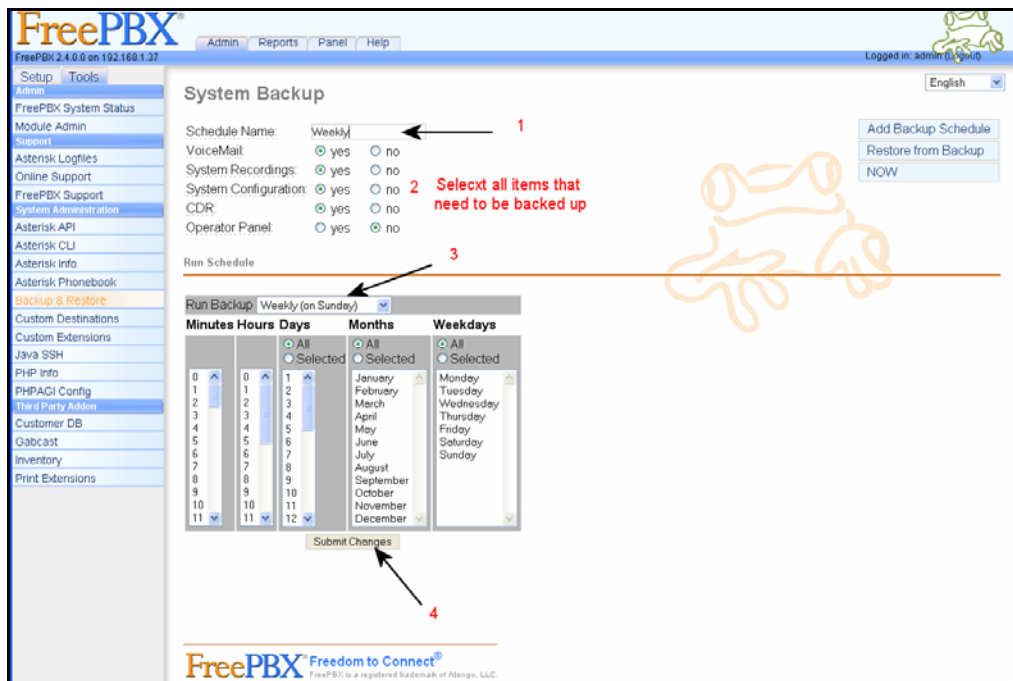 FreePBX®
Admin Reports Panel Help
FreePBX 2.4.0.0 on 192.168.1.37
Logged in: admin (Logout)
Setup Tools
English
Admin
FreePBX System Status
Module Admin
Support
Asterisk Logfiles
Online Support
FreePBX Support
System Administration
Asterisk API
Asterisk CLI
Asterisk Info
Asterisk Phonebook
Backup & Restore
Custom Destinations
Custom Extensions
Java SSH
PHP Info
PHPAGI Config
Third Party Addon
Customer DB
Gabcast
Inventory
Print Extensions
System Backup
Schedule Name: Weekly 1
VoiceMail: yes no
System Recordings: yes no
System Configuration: yes no
CDR: yes no
Operator Panel: yes no
2 Selecxt all items that
need to be backed up
Add Backup Schedule
Restore from Backup
NOW
Run Schedule
3
Run Backup Weekly (on Sunday)
Minutes Hours Days Months Weekdays
All All All
Selected Selected Selected
0 0 1 January Monday
1 1 2 February Tuesday
2 2 3 March Wednesday
3 3 4 April Thursday
4 4 5 May Friday
5 5 6 June Saturday
6 6 7 July Sunday
7 7 8 August
8 8 9 September
9 9 10 October
10 10 11 November
11 11 12 December
Submit Changes
4
FreePBX® Freedom to Connect®
FreePBX is a registered trademark of Atengo, LLC.